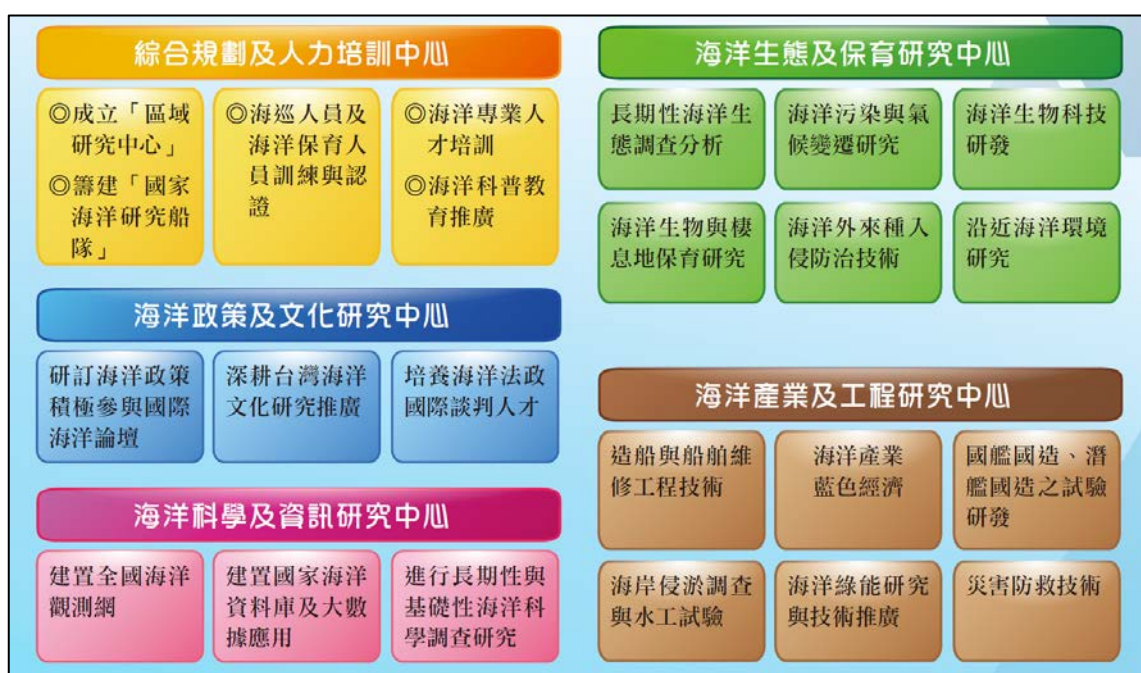 綜合規劃及人力培訓中心
◎成立「區域
研究中心」
◎籌建「國家
海洋研究船
隊」
◎海巡人員及
海洋保育人
員訓練與認
證
◎海洋專業人
才培訓
◎海洋科普教
育推廣
海洋政策及文化研究中心
研訂海洋政策
積極參與國際
海洋論壇
深耕台灣海洋
文化研究推廣
培養海洋法政
國際談判人才
海洋科學及資訊研究中心
建置全國海洋
觀測網
建置國家海洋
資料庫及大數
據應用
進行長期性與
基礎性海洋科
學調查研究
海洋生態及保育研究中心
長期性海洋生
態調查分析
海洋污染與氣
候變遷研究
海洋生物科技
研發
海洋生物與棲
息地保育研究
海洋外來種入
侵防治技術
沿近海洋環境
研究
海洋產業及工程研究中心
造船與船舶維
修工程技術
海洋產業
藍色經濟
國艦國造、潛
艦國造之試驗
研發
海岸侵淤調查
與水工試驗
海洋綠能研究
與技術推廣
災害防救技術